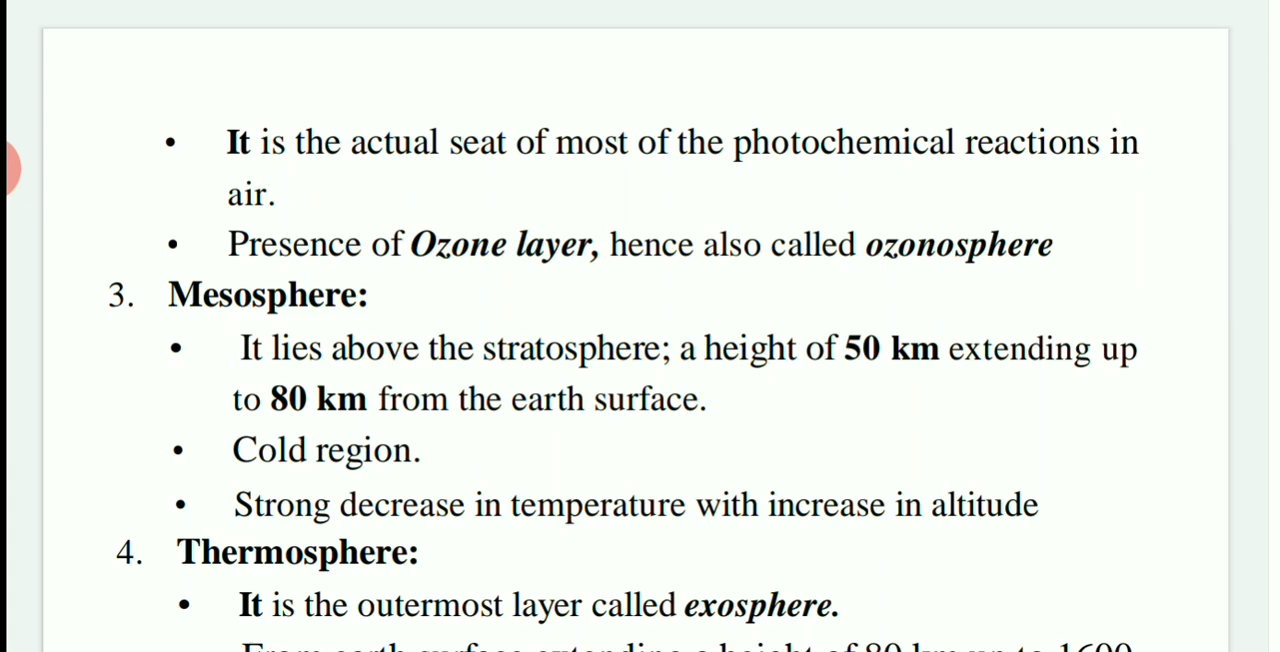 • It is the actual seat of most of the photochemical reactions in
air.
• Presence of Ozone layer, hence also called ozonosphere
3. Mesosphere:
• It lies above the stratosphere; a height of 50 km extending up
to 80 km from the earth surface.
• Cold region.
• Strong decrease in temperature with increase in altitude
4. Thermosphere:
• It is the outermost layer called exosphere.